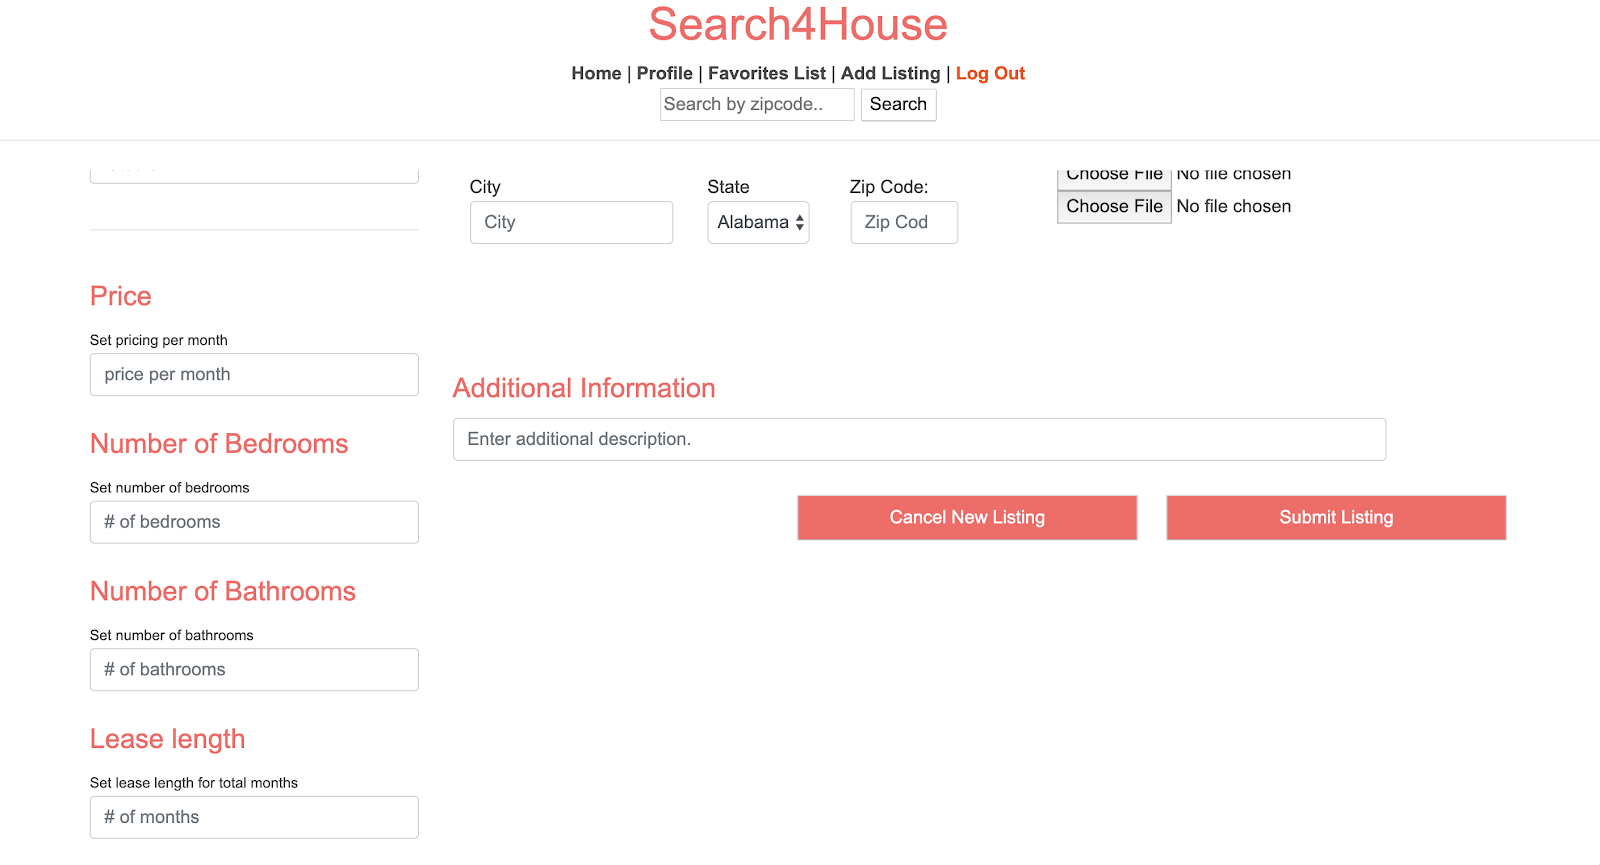 Search4House
Home | Profile | Favorites List | Add Listing | Log Out
Search by zipcode.. Search
Choose File No file chosen
City State Zip Code:
Choose File No file chosen
City Alabama Zip Cod
Price
Set pricing per month
price per month
Additional Information
Enter additional description.
Number of Bedrooms
Set number of bedrooms
# of bedrooms
Cancel New Listing Submit Listing
Number of Bathrooms
Set number of bathrooms
# of bathrooms
Lease length
Set lease length for total months
# of months